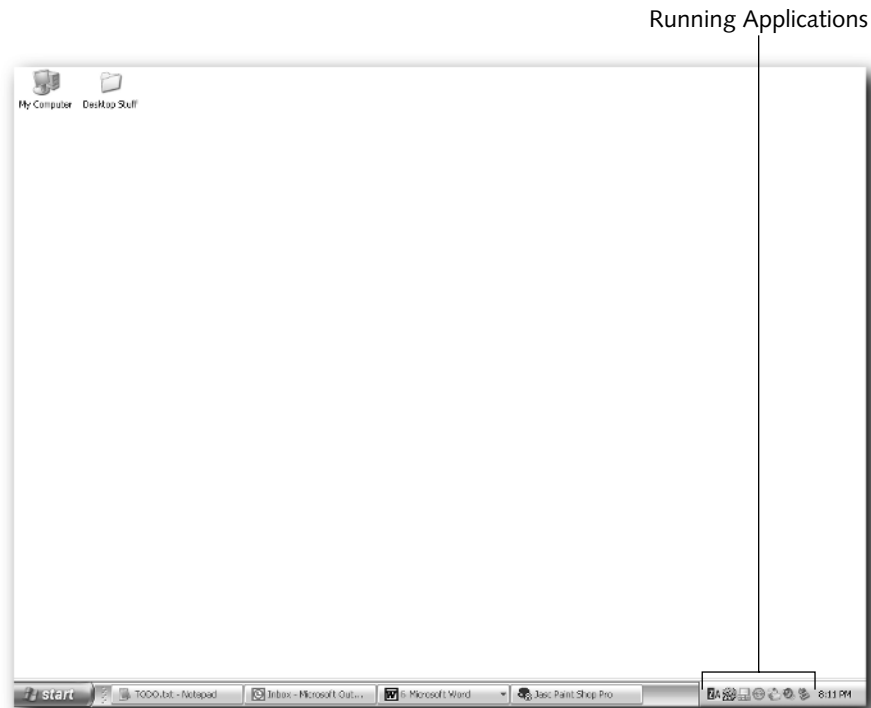 Running Applications
My Computer
Desktop Stuff
start
TODO.txt - Notepad
Inbox - Microsoft Out...
6 Microsoft Word
Jasc Paint Shop Pro
ZA
8:11 PM